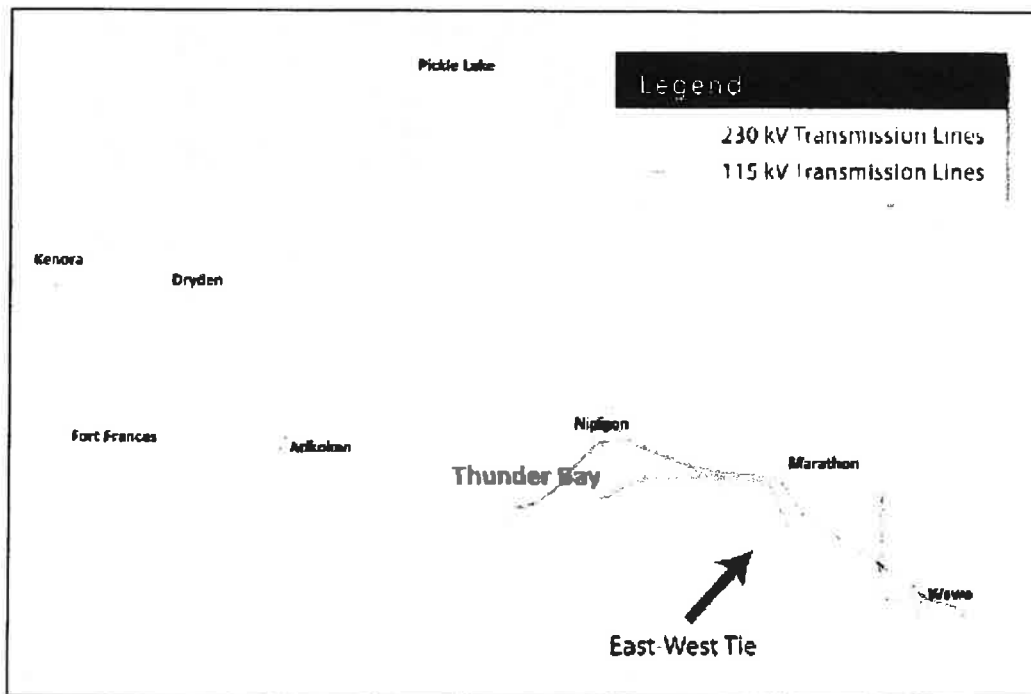 Pickle Lake
Legend
230 kV Transmission Lines
115 kV Transmission Lines
Kenora
Dryden
Nipigon
Fort Frances
Atikokan
Marathon
Thunder Bay
Wawa
East-West Tie